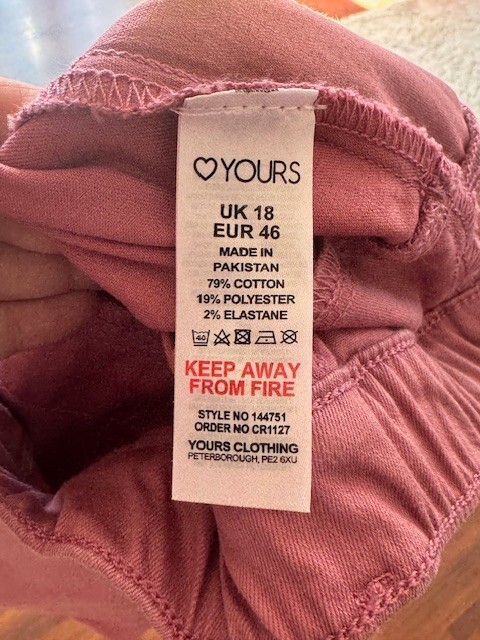 YOURS
UK 18
EUR 46
MADE IN
PAKISTAN
79% COTTON
19% POLYESTER
2% ELASTANE
40
KEEP AWAY
FROM FIRE
STYLE NO 144751
ORDER NO CR1127
YOURS CLOTHING
PETERBOROUGH, PE2 6XU